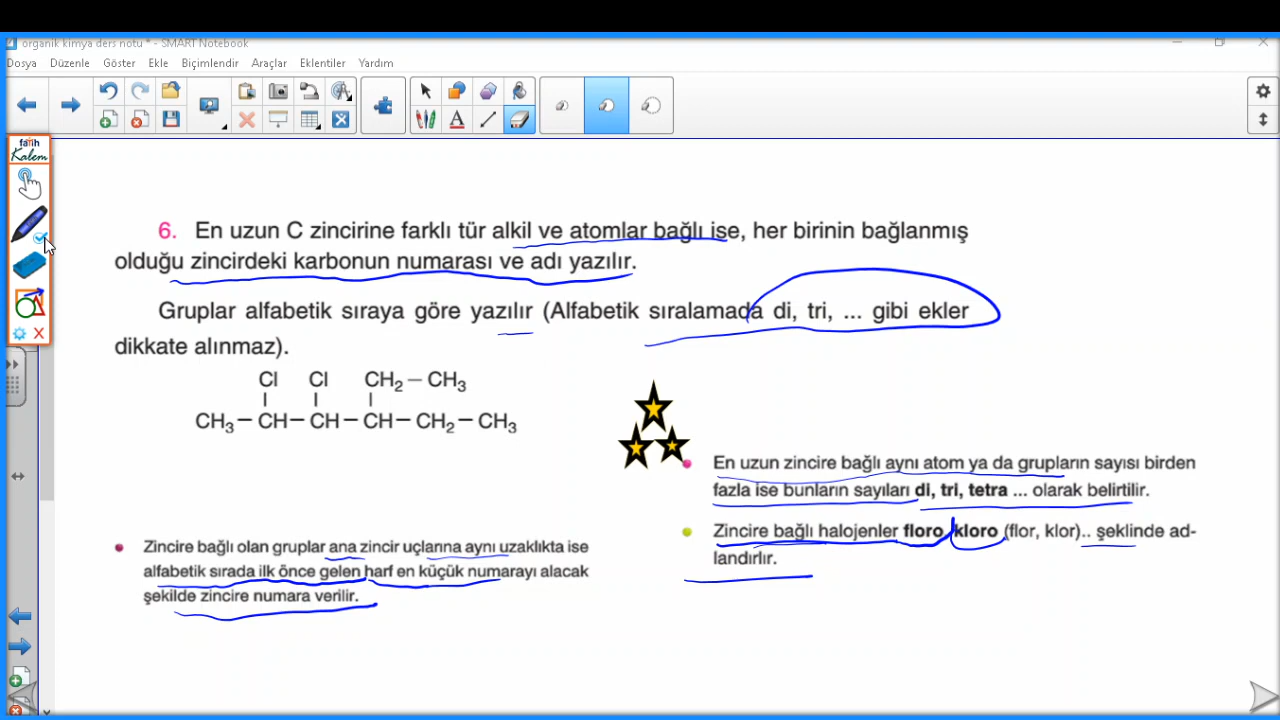 organik kimya ders notu * - SMART Notebook
Dosya Düzenle Göster Ekle Biçimlendir Araçlar Eklentiler Yardım
fatih
Kalem
6. En uzun C zincirine farklı tür alkil ve atomlar bağlı ise, her birinin bağlanmış
olduğu zincirdeki karbonun numarası ve adı yazılır.
Gruplar alfabetik sıraya göre yazılır (Alfabetik sıralamada di, tri, ... gibi ekler
dikkate alınmaz).
Cl Cl CH₂ – CH₃
CH₃ – CH – CH – CH – CH₂ – CH₃
• En uzun zincire bağlı aynı atom ya da grupların sayısı birden
fazla ise bunların sayıları di, tri, tetra ... olarak belirtilir.
• Zincire bağlı halojenler floro, kloro (flor, klor).. şeklinde ad-
landırlır.
• Zincire bağlı olan gruplar ana zincir uçlarına aynı uzaklıkta ise
alfabetik sırada ilk önce gelen harf en küçük numarayı alacak
şekilde zincire numara verilir.